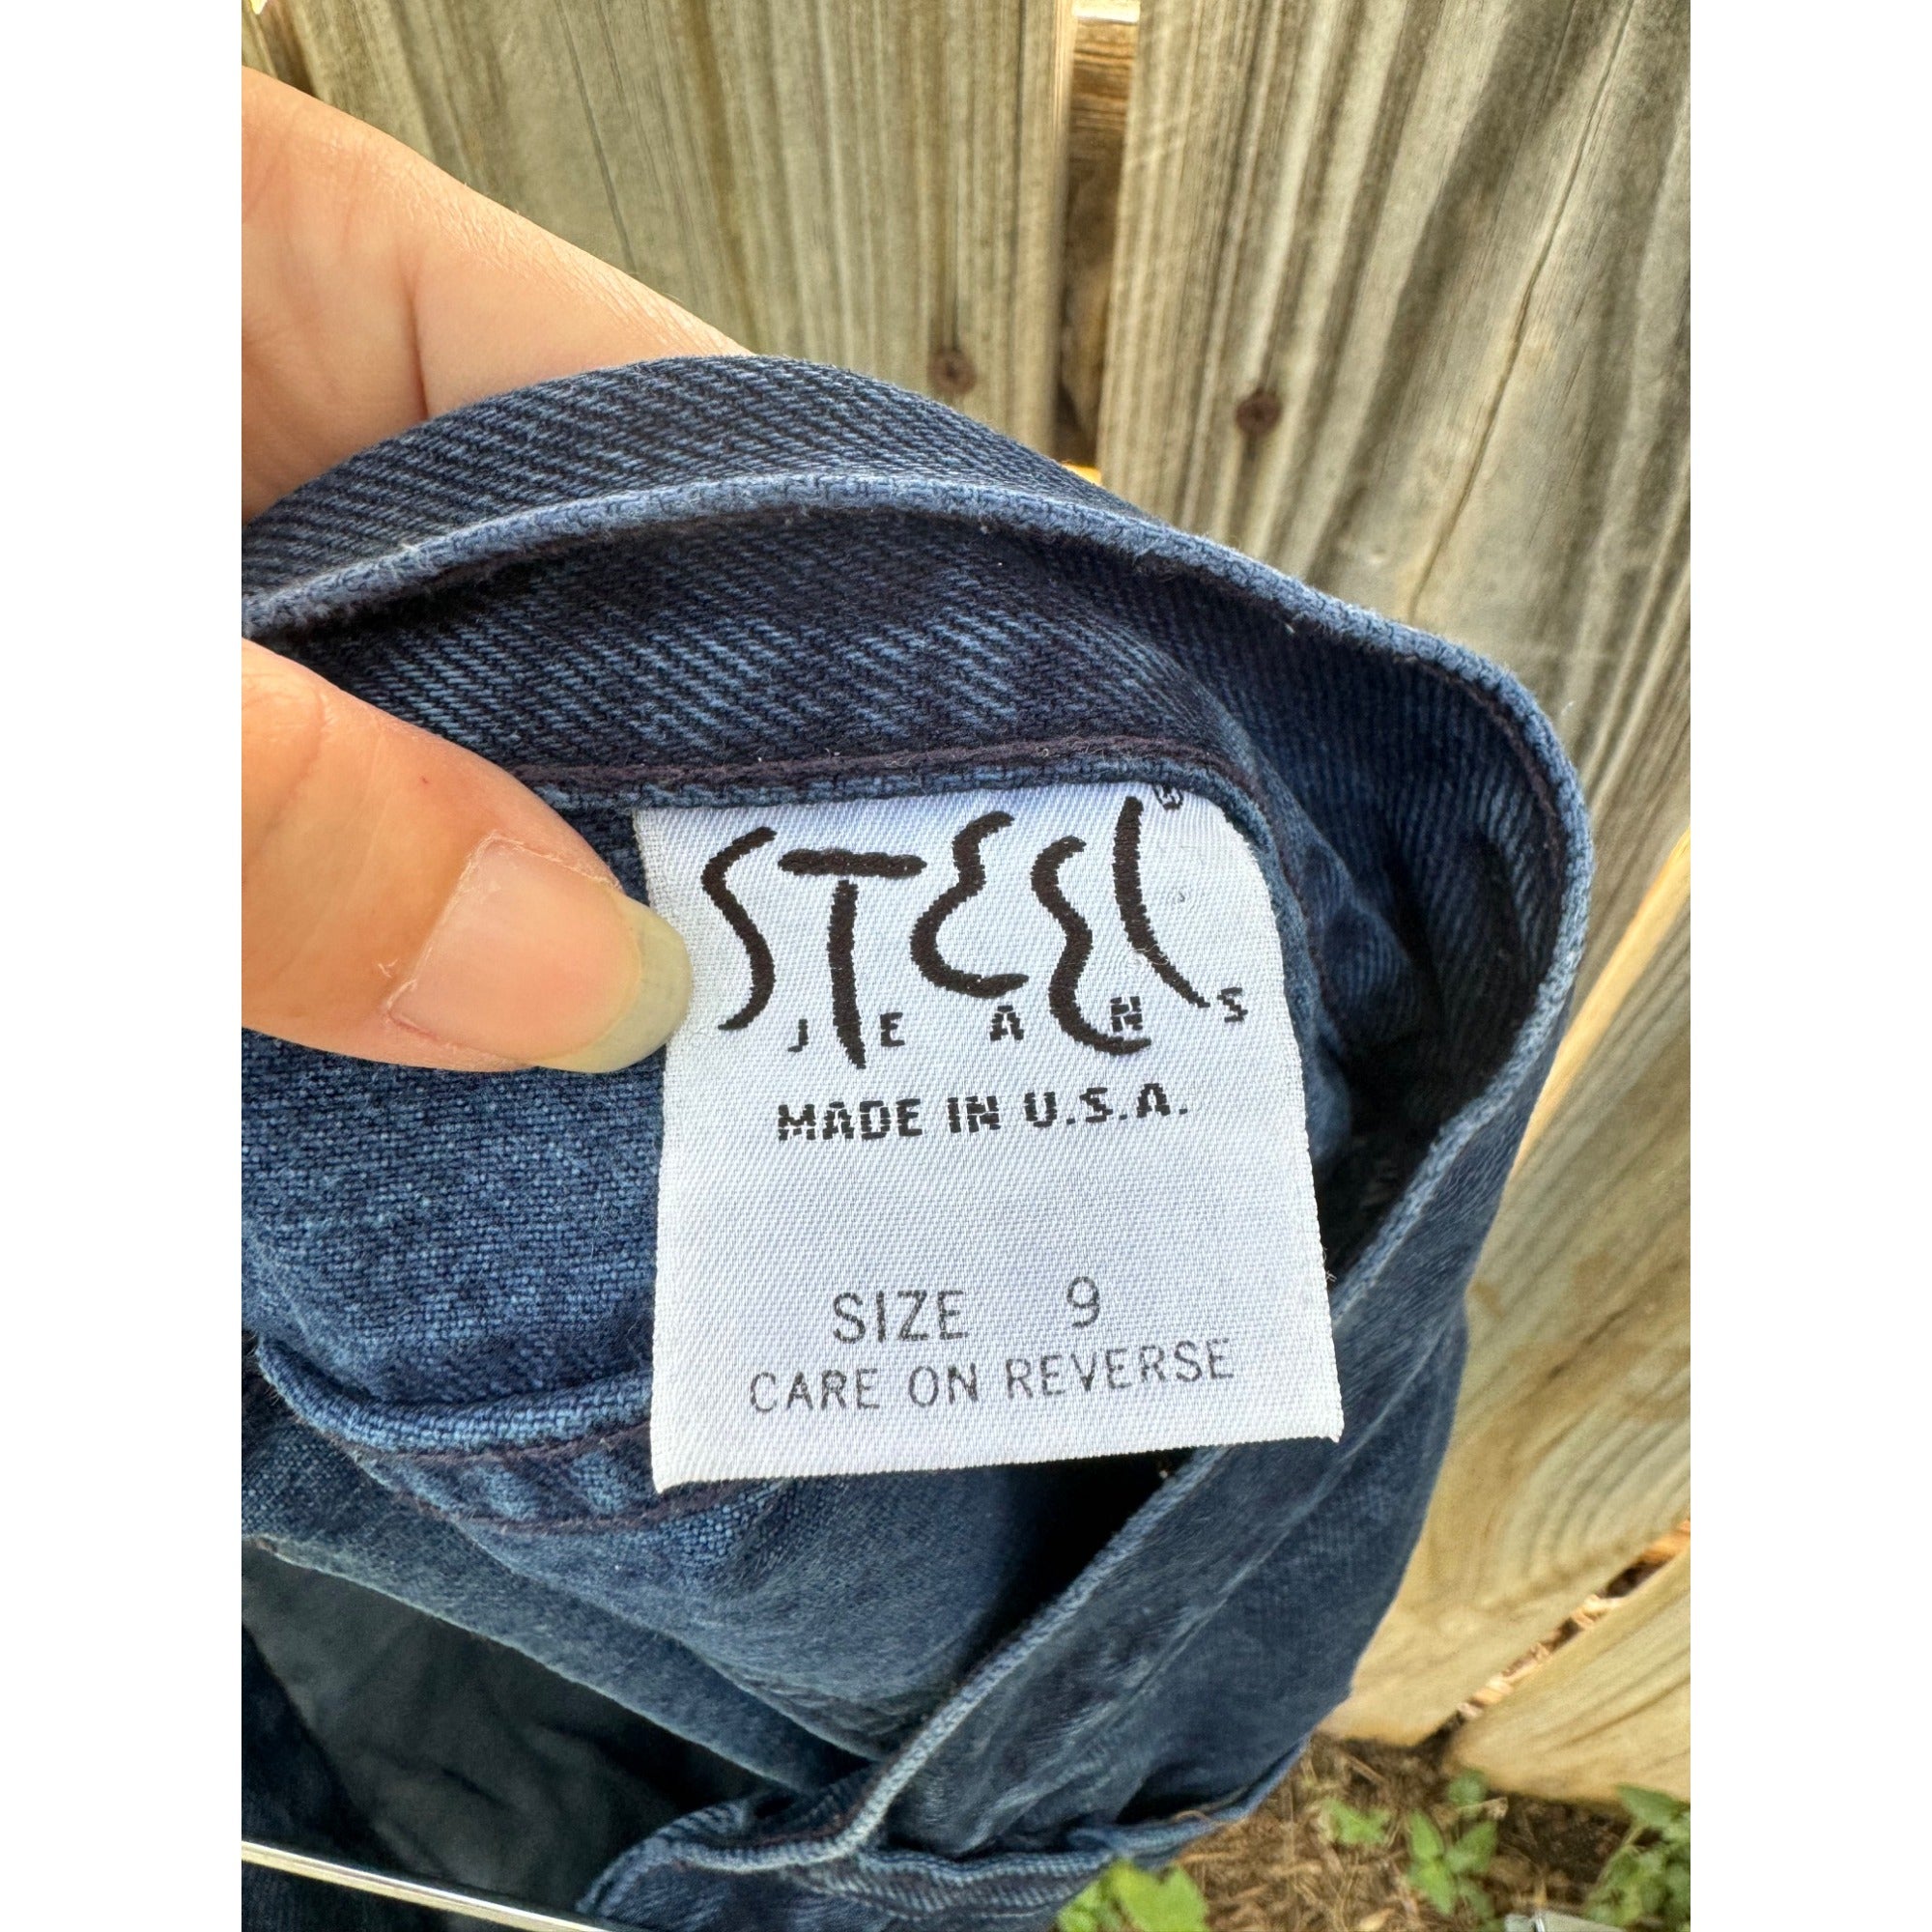 STEEL
JEANS
MADE IN U.S.A.
SIZE 9
CARE ON REVERSE